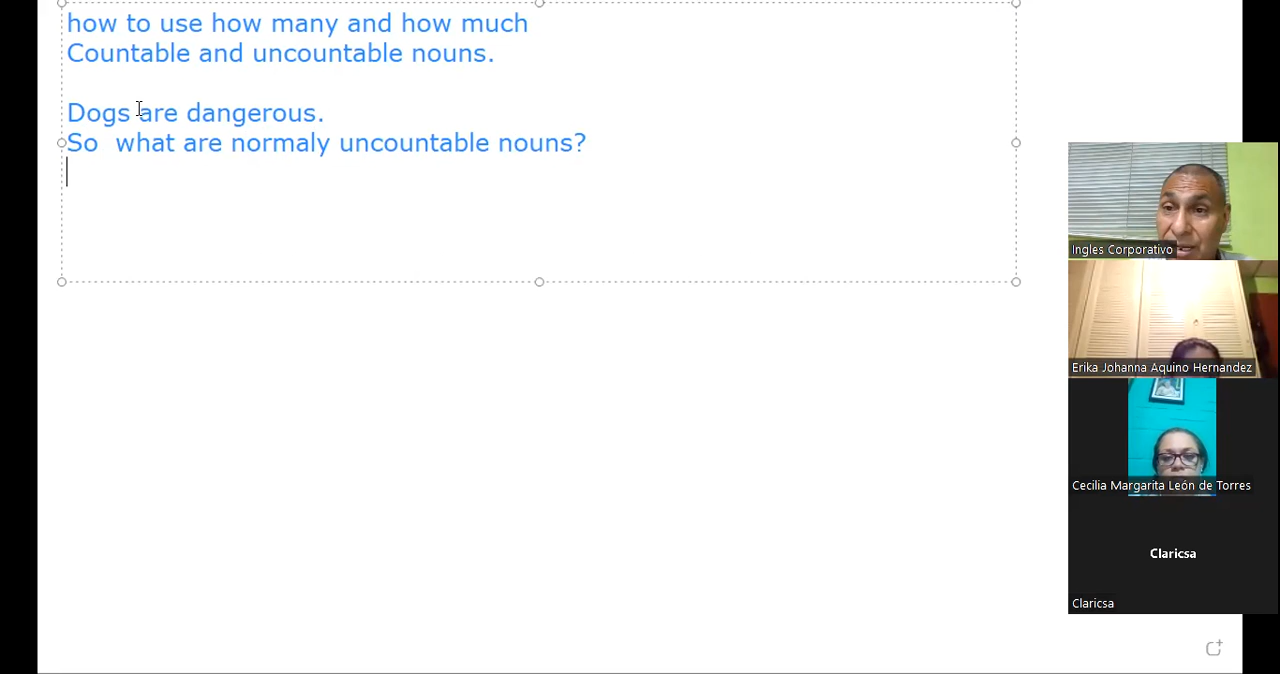 how to use how many and how much
Countable and uncountable nouns.
Dogs are dangerous.
So  what are normaly uncountable nouns?
Ingles Corporativo
Erika Johanna Aquino Hernandez
Cecilia Margarita León de Torres
Claricsa
Claricsa